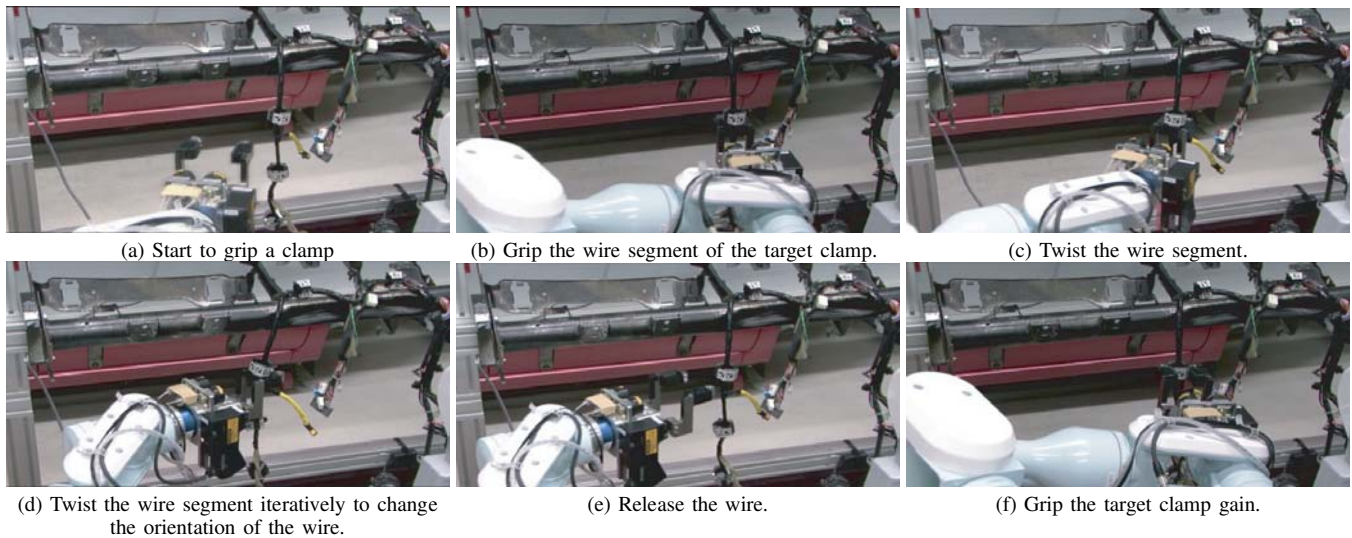 (a) Start to grip a clamp
(b) Grip the wire segment of the target clamp.
(c) Twist the wire segment.
(d) Twist the wire segment iteratively to change
the orientation of the wire.
(e) Release the wire.
(f) Grip the target clamp gain.